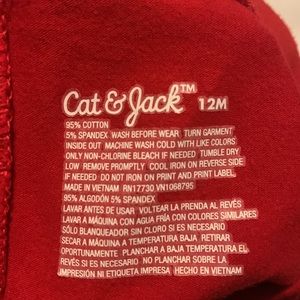 Cat & Jack™ 12M
95% COTTON
5% SPANDEX WASH BEFORE WEAR TURN GARMENT
INSIDE OUT MACHINE WASH COLD WITH LIKE COLORS
ONLY NON-CHLORINE BLEACH IF NEEDED TUMBLE DRY
LOW REMOVE PROMPTLY COOL IRON ON REVERSE SIDE
IF NEEDED DO NOT IRON ON PRINT AND PRINT LABEL
MADE IN VIETNAM RN17730 VN1068795
95% ALGODÓN 5% SPANDEX
LAVAR ANTES DE USAR VOLTEAR LA PRENDA AL REVÉS
LAVAR A MÁQUINA CON AGUA FRÍA CON COLORES SIMILARES
SÓLO BLANQUEADOR SIN CLORO SI ES NECESARIO
SECAR A MÁQUINA A TEMPERATURA BAJA RETIRAR
OPORTUNAMENTE PLANCHAR A TEMPERATURA BAJA AL
REVÉS SI ES NECESARIO NO PLANCHAR SOBRE LA
IMPRESIÓN NI ETIQUETA IMPRESA HECHO EN VIETNAM